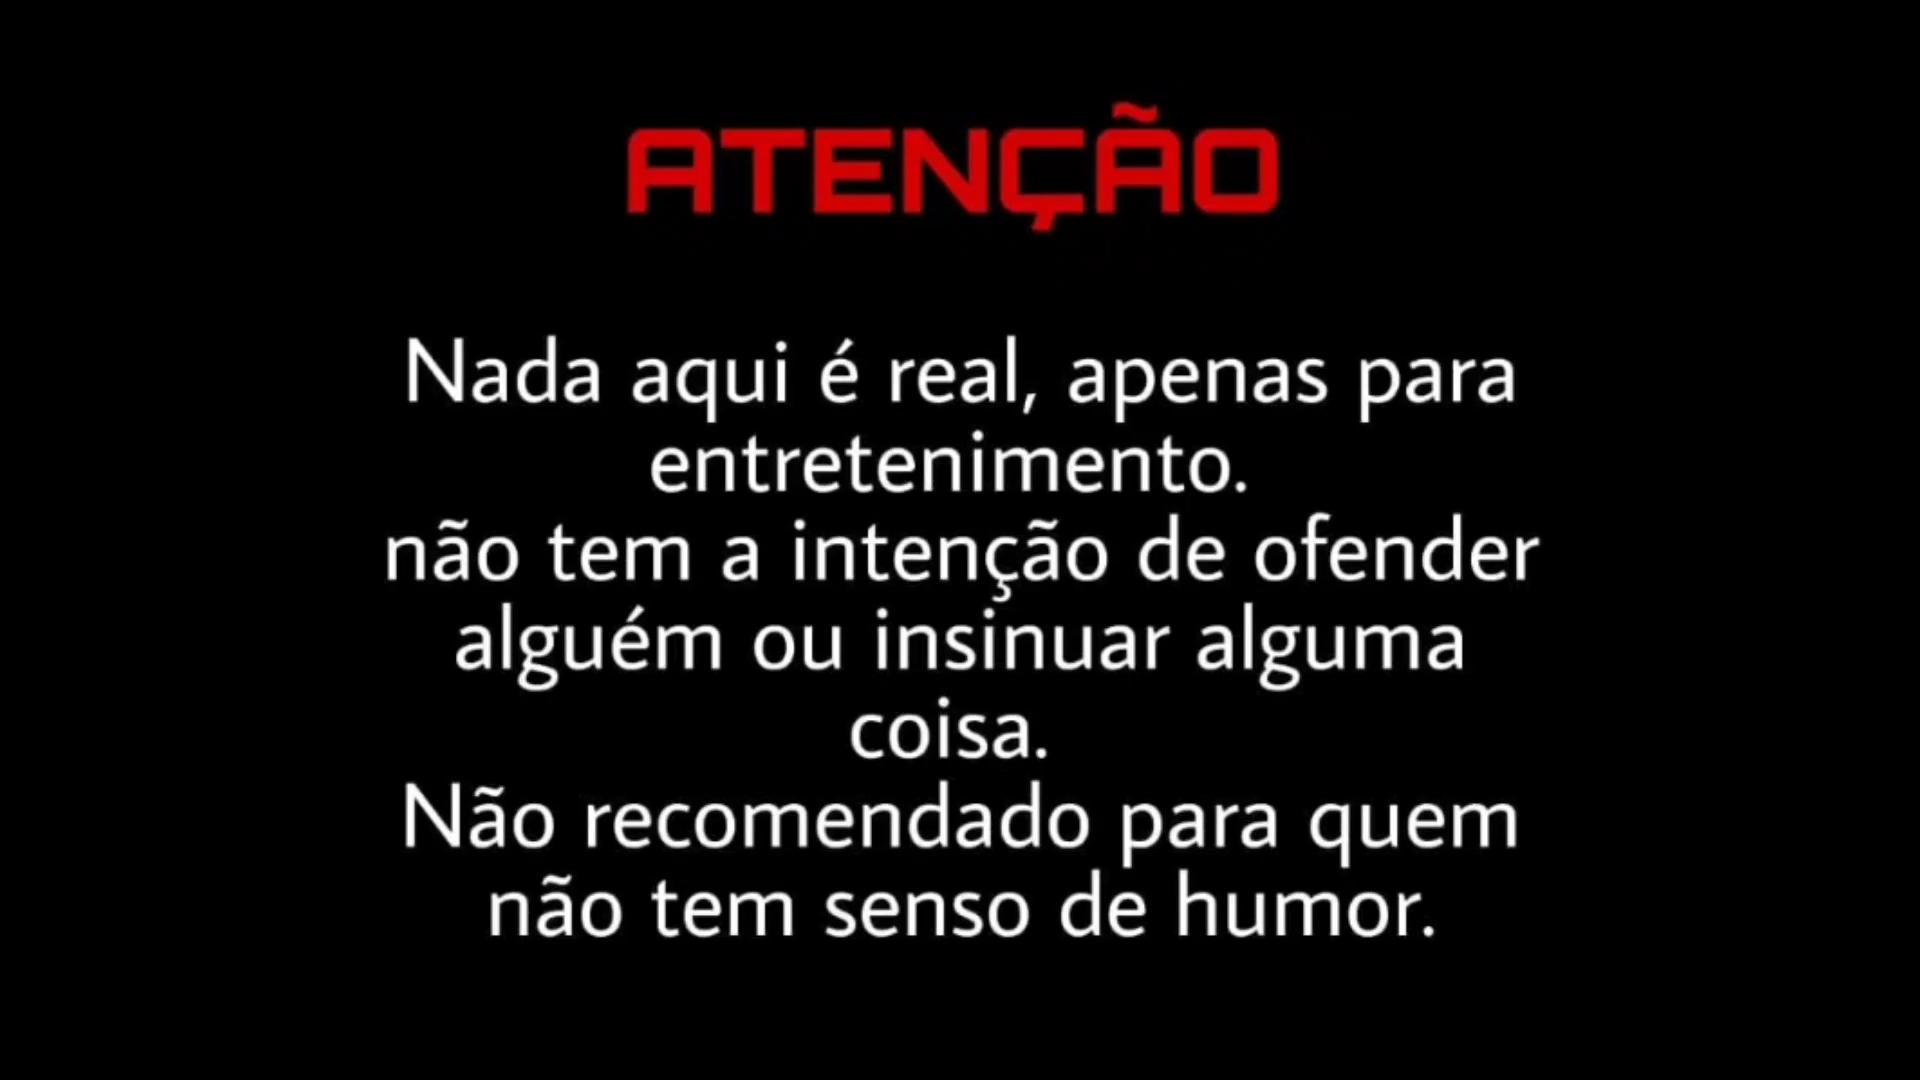 ATENÇÃO
Nada aqui é real, apenas para
entretenimento.
não tem a intenção de ofender
alguém ou insinuar alguma
coisa.
Não recomendado para quem
não tem senso de humor.